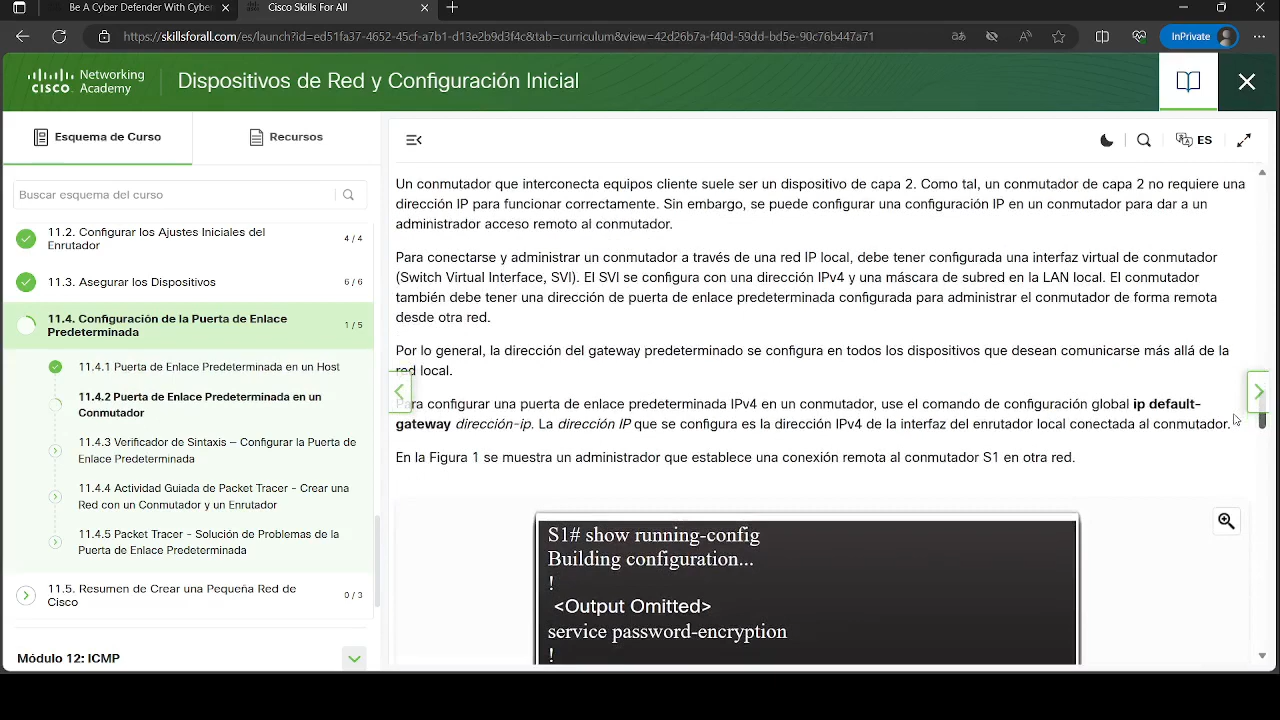 Be A Cyber Defender With Cyber
Cisco Skills For All
https://skillsforall.com/es/launch?id=ed51fa37-4652-45cf-a7b1-d13e2b9d3f4c8&tab=curriculum&view=42d26b7a-f40d-59dd-bd5e-90c76b447a71
InPrivate
Networking
CISCO Academy
Dispositivos de Red y Configuración Inicial
Esquema de Curso
Recursos
ES
Buscar esquema del curso
11.2. Configurar los Ajustes Iniciales del
Enrutador
4 / 4
11.3. Asegurar los Dispositivos
6 / 6
11.4. Configuración de la Puerta de Enlace
Predeterminada
1 / 5
11.4.1 Puerta de Enlace Predeterminada en un Host
11.4.2 Puerta de Enlace Predeterminada en un
Conmutador
11.4.3 Verificador de Sintaxis – Configurar la Puerta de
Enlace Predeterminada
11.4.4 Actividad Guiada de Packet Tracer - Crear una
Red con un Conmutador y un Enrutador
11.4.5 Packet Tracer - Solución de Problemas de la
Puerta de Enlace Predeterminada
11.5. Resumen de Crear una Pequeña Red de
Cisco
0 / 3
Módulo 12: ICMP
Un conmutador que interconecta equipos cliente suele ser un dispositivo de capa 2. Como tal, un conmutador de capa 2 no requiere una
dirección IP para funcionar correctamente. Sin embargo, se puede configurar una configuración IP en un conmutador para dar a un
administrador acceso remoto al conmutador.
Para conectarse y administrar un conmutador a través de una red IP local, debe tener configurada una interfaz virtual de conmutador
(Switch Virtual Interface, SVI). El SVI se configura con una dirección IPv4 y una máscara de subred en la LAN local. El conmutador
también debe tener una dirección de puerta de enlace predeterminada configurada para administrar el conmutador de forma remota
desde otra red.
Por lo general, la dirección del gateway predeterminado se configura en todos los dispositivos que desean comunicarse más allá de la
red local.
Para configurar una puerta de enlace predeterminada IPv4 en un conmutador, use el comando de configuración global ip default-
gateway dirección-ip. La dirección IP que se configura es la dirección IPv4 de la interfaz del enrutador local conectada al conmutador.
En la Figura 1 se muestra un administrador que establece una conexión remota al conmutador S1 en otra red.
S1# show running-config
Building configuration...
!
<Output Omitted>
service password-encryption
!